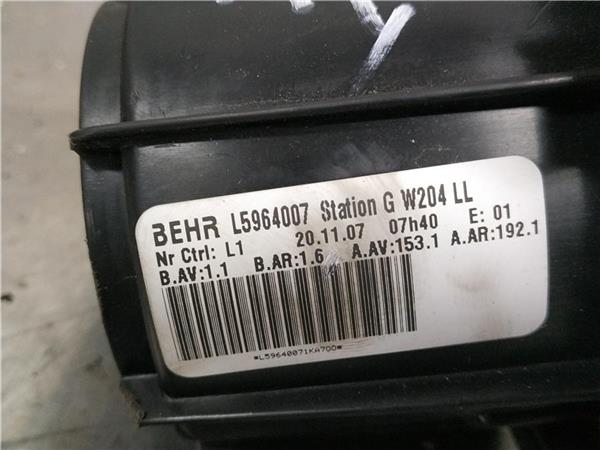 BEHR L5964007 Station G W204 LL
Nr Ctrl: L1 20.11.07 07h40 E: 01
B.AV:1.1 B.AR:1.6 A.AV:153.1 A.AR:192.1
*L59640071KA7OO*